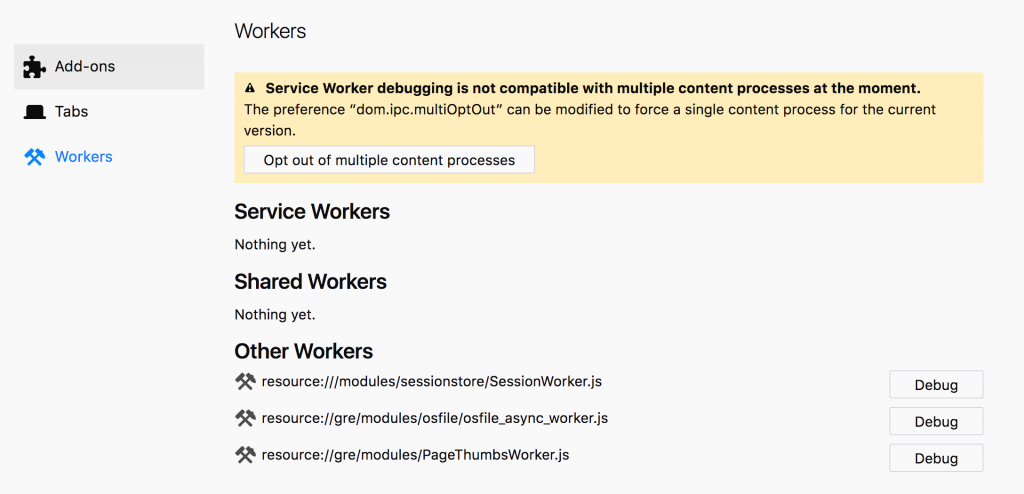 Workers
Add-ons
Tabs
Workers
Service Worker debugging is not compatible with multiple content processes at the moment.
The preference “dom.ipc.multiOptOut” can be modified to force a single content process for the current
version.
Opt out of multiple content processes
Service Workers
Nothing yet.
Shared Workers
Nothing yet.
Other Workers
resource:///modules/sessionstore/SessionWorker.js
Debug
resource://gre/modules/osfile/osfile_async_worker.js
Debug
resource://gre/modules/PageThumbsWorker.js
Debug